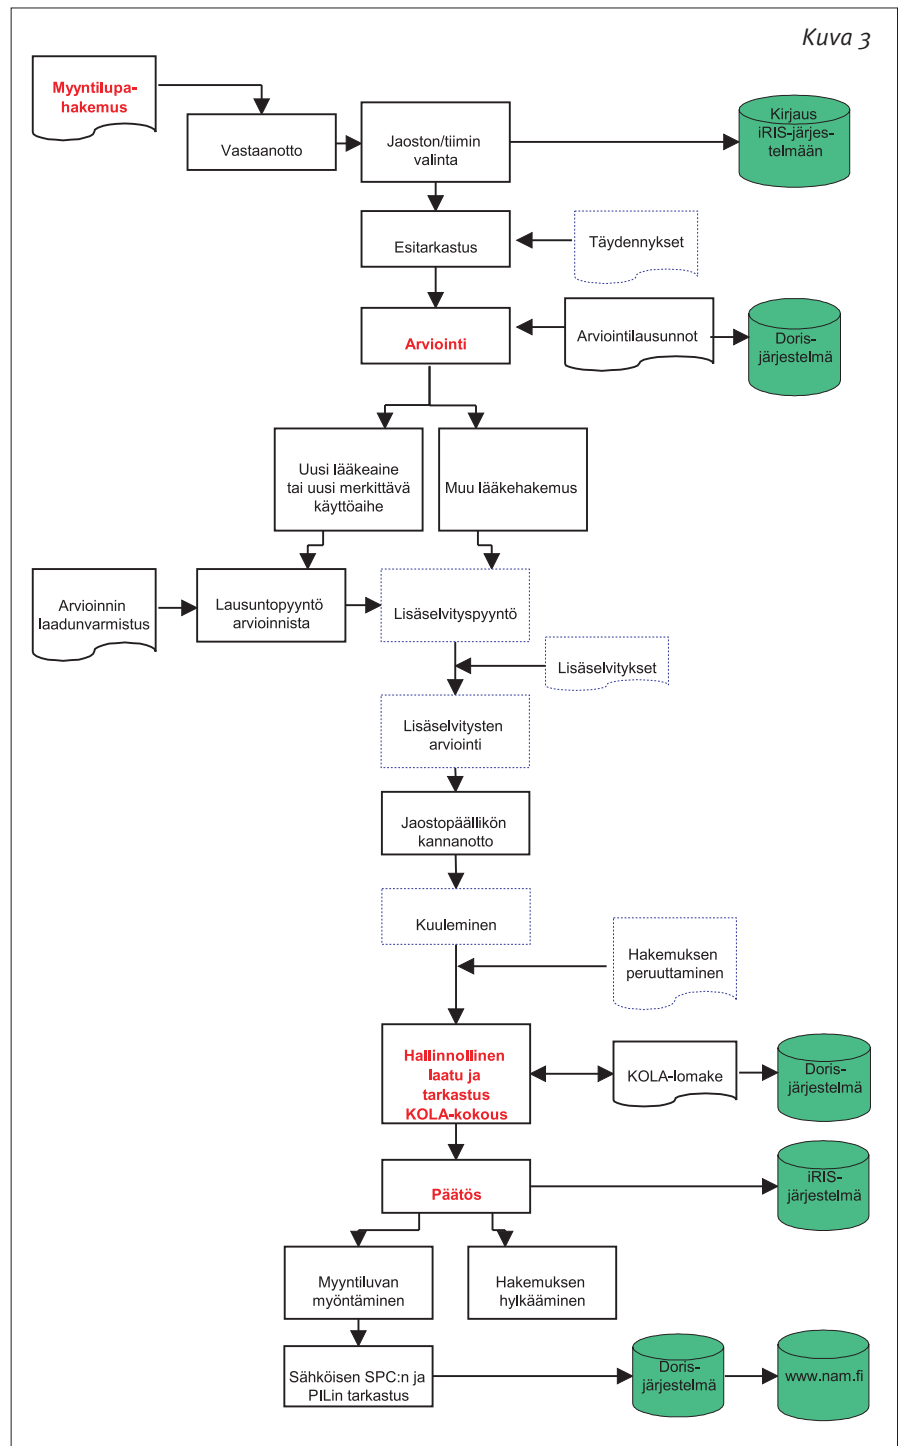 Kuva 3
Myyntilupa-
hakemus
Vastaanotto
Jaoston/tiimin
valinta
Kirjaus
iRIS-järjes-
telmään
Esitarkastus
Täydennykset
Arviointi
Arviointilausunnot
Doris-
järjestelmä
Uusi lääkeaine
tai uusi merkittävä
käyttöaihe
Muu lääkehakemus
Arvioinnin
laadunvarmistus
Lausuntopyyntö
arvioinnista
Lisäselvityspyyntö
Lisäselvitykset
Lisäselvitysten
arviointi
Jaostopäällikön
kannanotto
Kuuleminen
Hakemuksen
peruuttaminen
Hallinnollinen
laatu ja
tarkastus
KOLA-kokous
KOLA-lomake
Doris-
järjestelmä
Päätös
iRIS-
järjestelmä
Myyntiluvan
myöntäminen
Hakemuksen
hylkääminen
Sähköisen SPC:n ja
PILin tarkastus
Doris-
järjestelmä
www.nam.fi